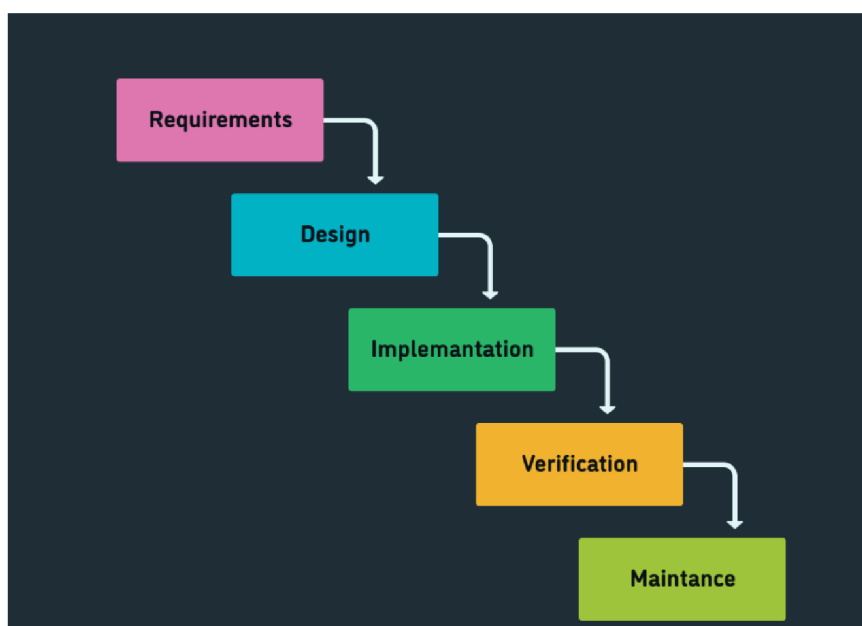 Requirements
Design
Implemantation
Verification
Maintance